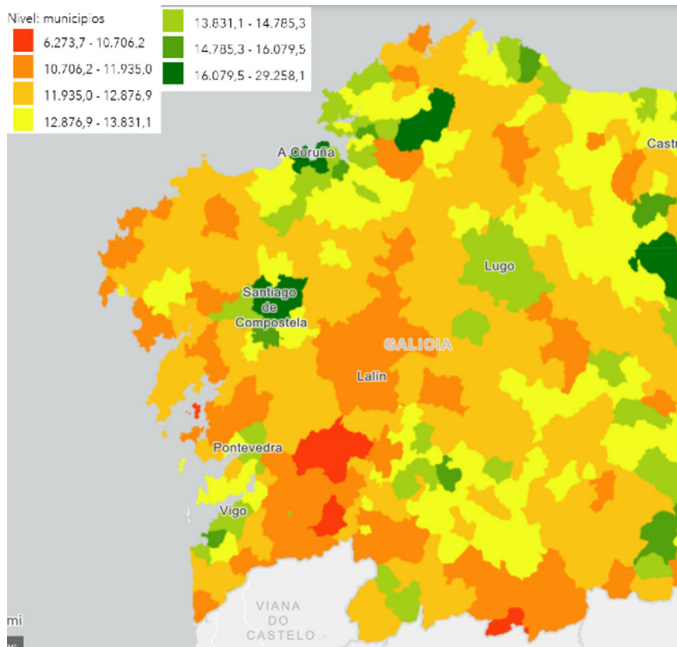 Nivel: municipios
6.273,7 - 10.706,2
10.706,2 - 11.935,0
11.935,0 - 12.876,9
12.876,9 - 13.831,1
13.831,1 - 14.785,3
14.785,3 - 16.079,5
16.079,5 - 29.258,1
A Coruña
Castr
Lugo
Santiago
de
Compostela
GALICIA
Lalín
Pontevedra
Vigo
VIANA
DO
CASTELO
mi